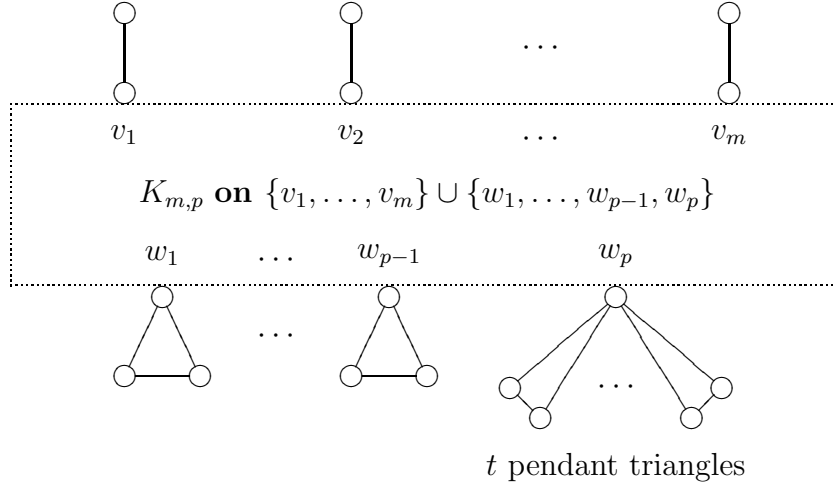 …
v₁ v₂ … vₘ
Kₘ,ₚ on {v₁, …, vₘ} ∪ {w₁, …, wₚ₋₁, wₚ}
w₁ … wₚ₋₁ wₚ
… …
t pendant triangles